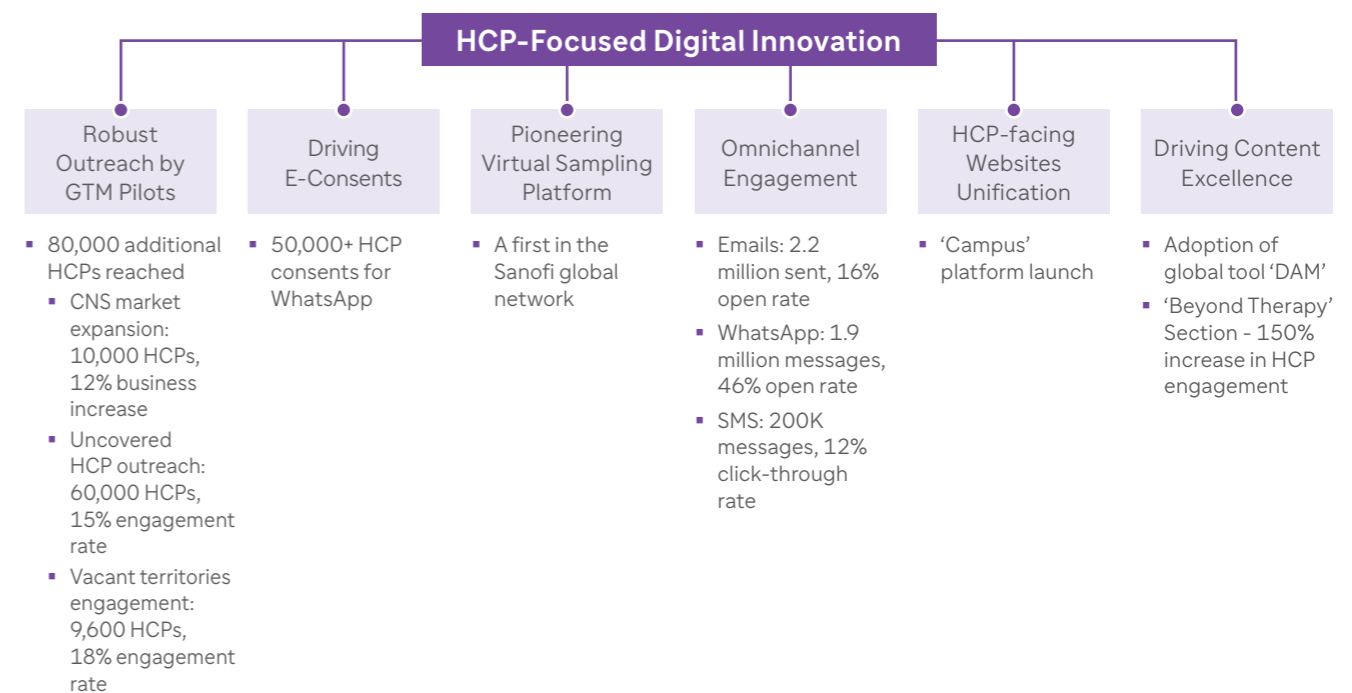 HCP-Focused Digital Innovation
Robust
Outreach by
GTM Pilots
▪ 80,000 additional
HCPs reached
▪ CNS market
expansion:
10,000 HCPs,
12% business
increase
▪ Uncovered
HCP outreach:
60,000 HCPs,
15% engagement
rate
▪ Vacant territories
engagement:
9,600 HCPs,
18% engagement
rate
Driving
E-Consents
▪ 50,000+ HCP
consents for
WhatsApp
Pioneering
Virtual Sampling
Platform
▪ A first in the
Sanofi global
network
Omnichannel
Engagement
▪ Emails: 2.2
million sent, 16%
open rate
▪ WhatsApp: 1.9
million messages,
46% open rate
▪ SMS: 200K
messages, 12%
click-through
rate
HCP-facing
Websites
Unification
▪ ‘Campus’
platform launch
Driving Content
Excellence
▪ Adoption of
global tool ‘DAM’
▪ ‘Beyond Therapy’
Section - 150%
increase in HCP
engagement